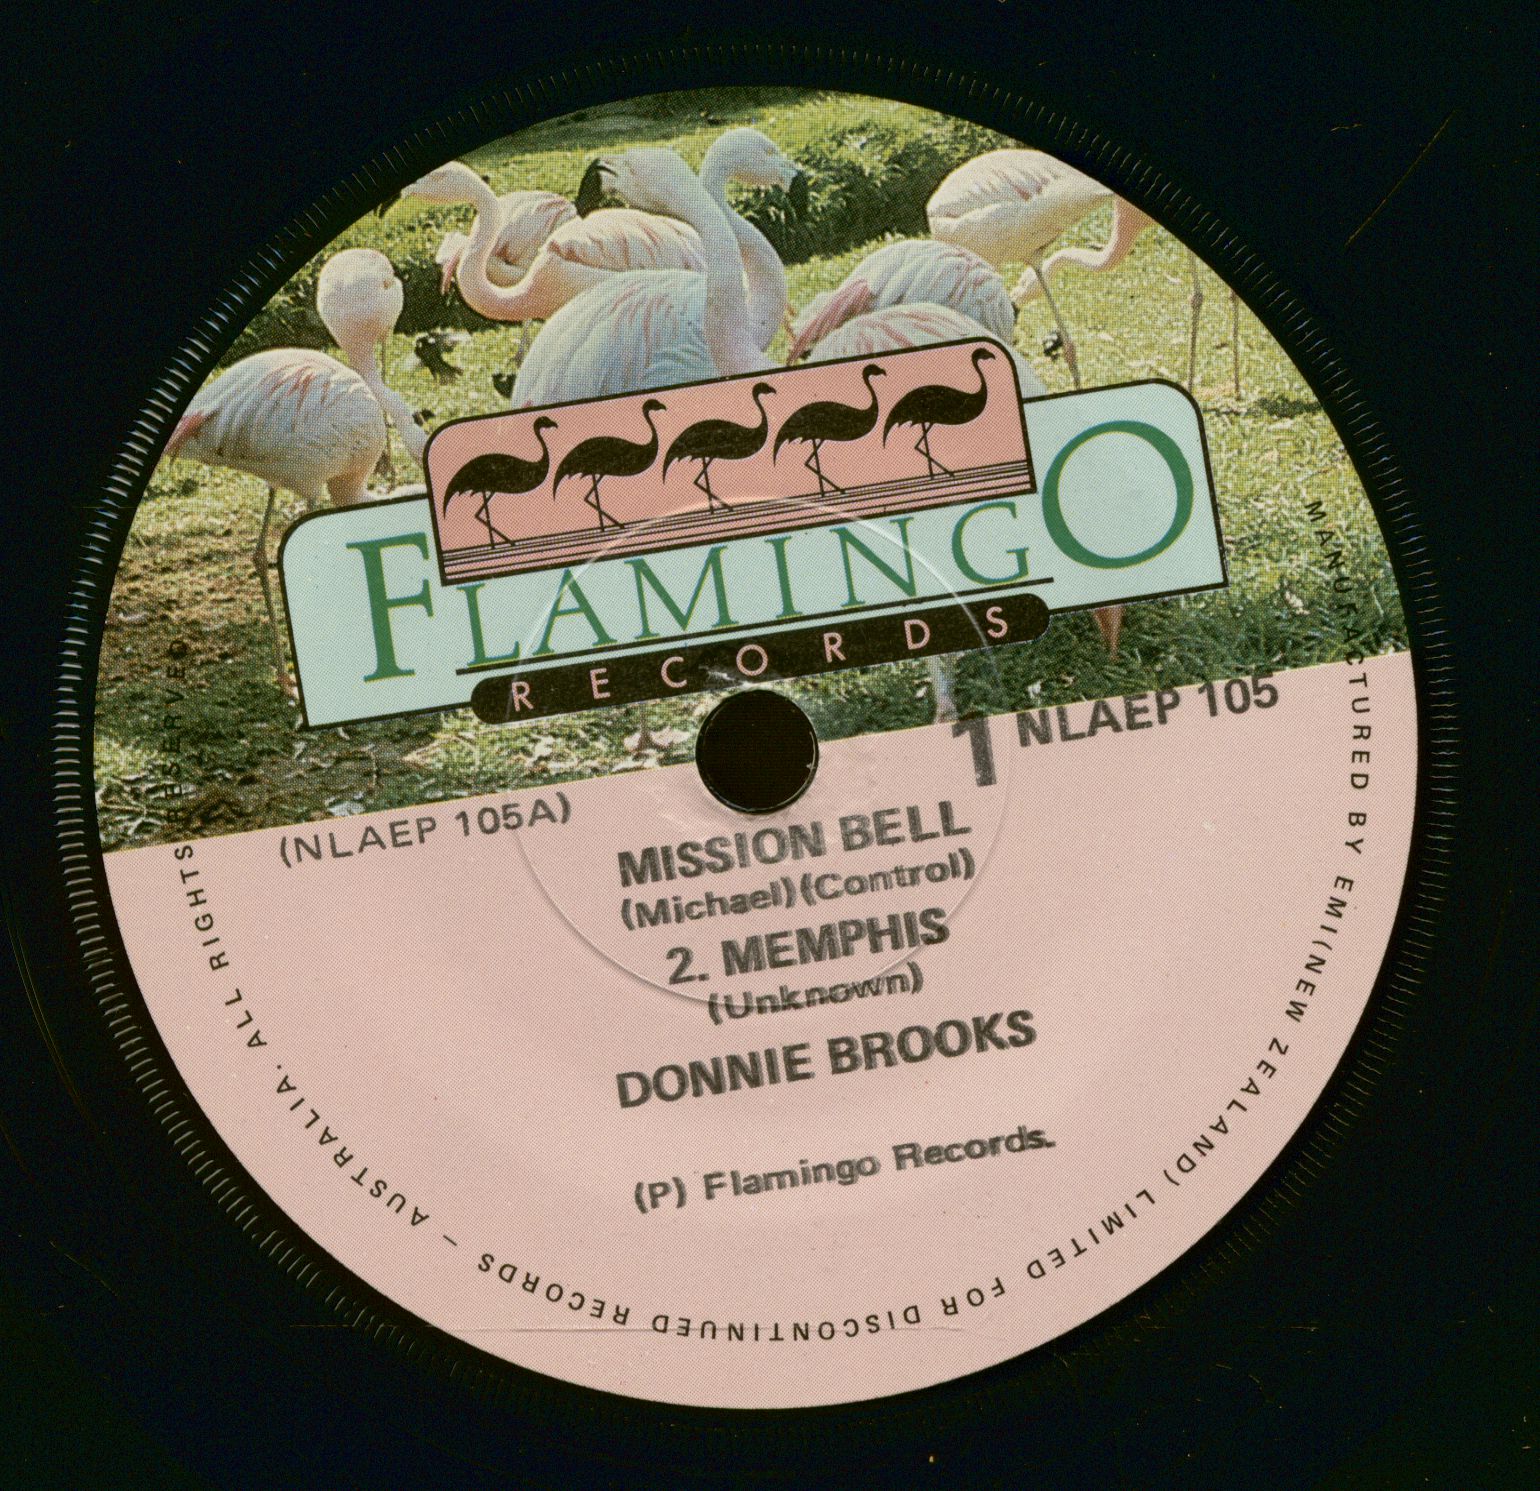 FLAMINGO
RECORDS
1 NLAEP 105
(NLAEP 105A)
MISSION BELL
(Michael)(Control)
2. MEMPHIS
(Unknown)
DONNIE BROOKS
(P) Flamingo Records.
MANUFACTURED BY EMI(NEW ZEALAND) LIMITED FOR DISCONTINUED RECORDS – AUSTRALIA. ALL RIGHTS RESERVED